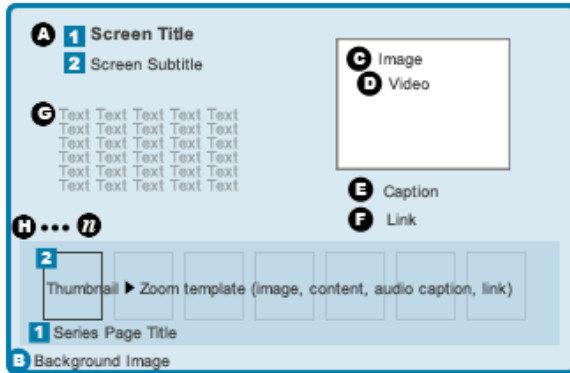 A 1 Screen Title
2 Screen Subtitle
C Image
D Video
G Text Text Text Text Text
Text Text Text Text Text
Text Text Text Text Text
Text Text Text Text Text
Text Text Text Text Text
Text Text Text Text Text
E Caption
F Link
H ••• n
2
Thumbnail ▶ Zoom template (image, content, audio caption, link)
1 Series Page Title
B Background Image